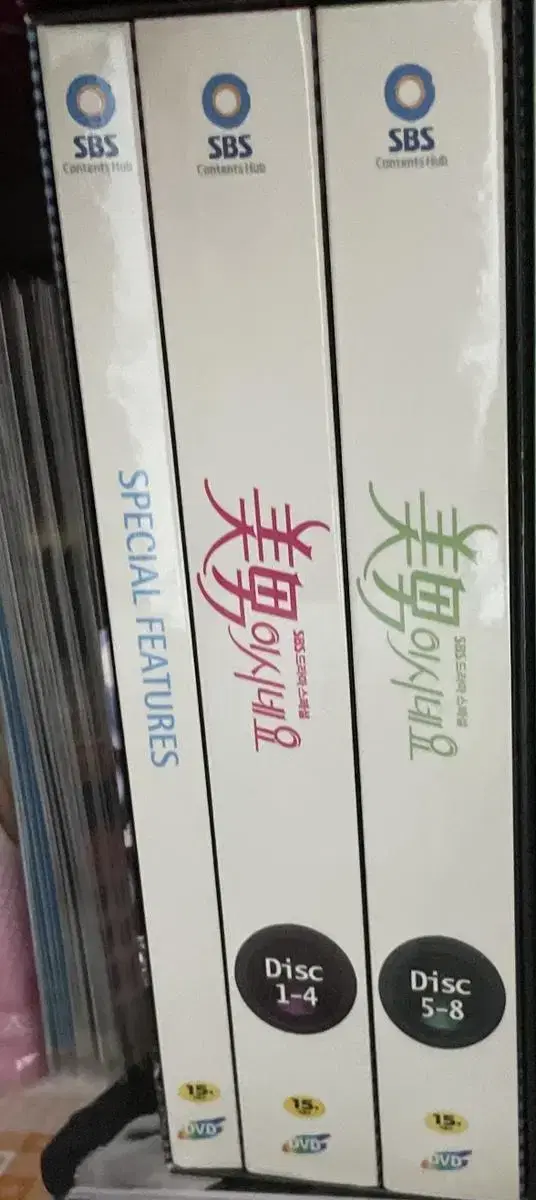 SBS
Contents Hub
SPECIAL FEATURES
15
DVD
SBS
Contents Hub
美男이시네요
SBS 드라마 스페셜
Disc
1-4
15
DVD
SBS
Contents Hub
美男이시네요
SBS 드라마 스페셜
Disc
5-8
15
DVD